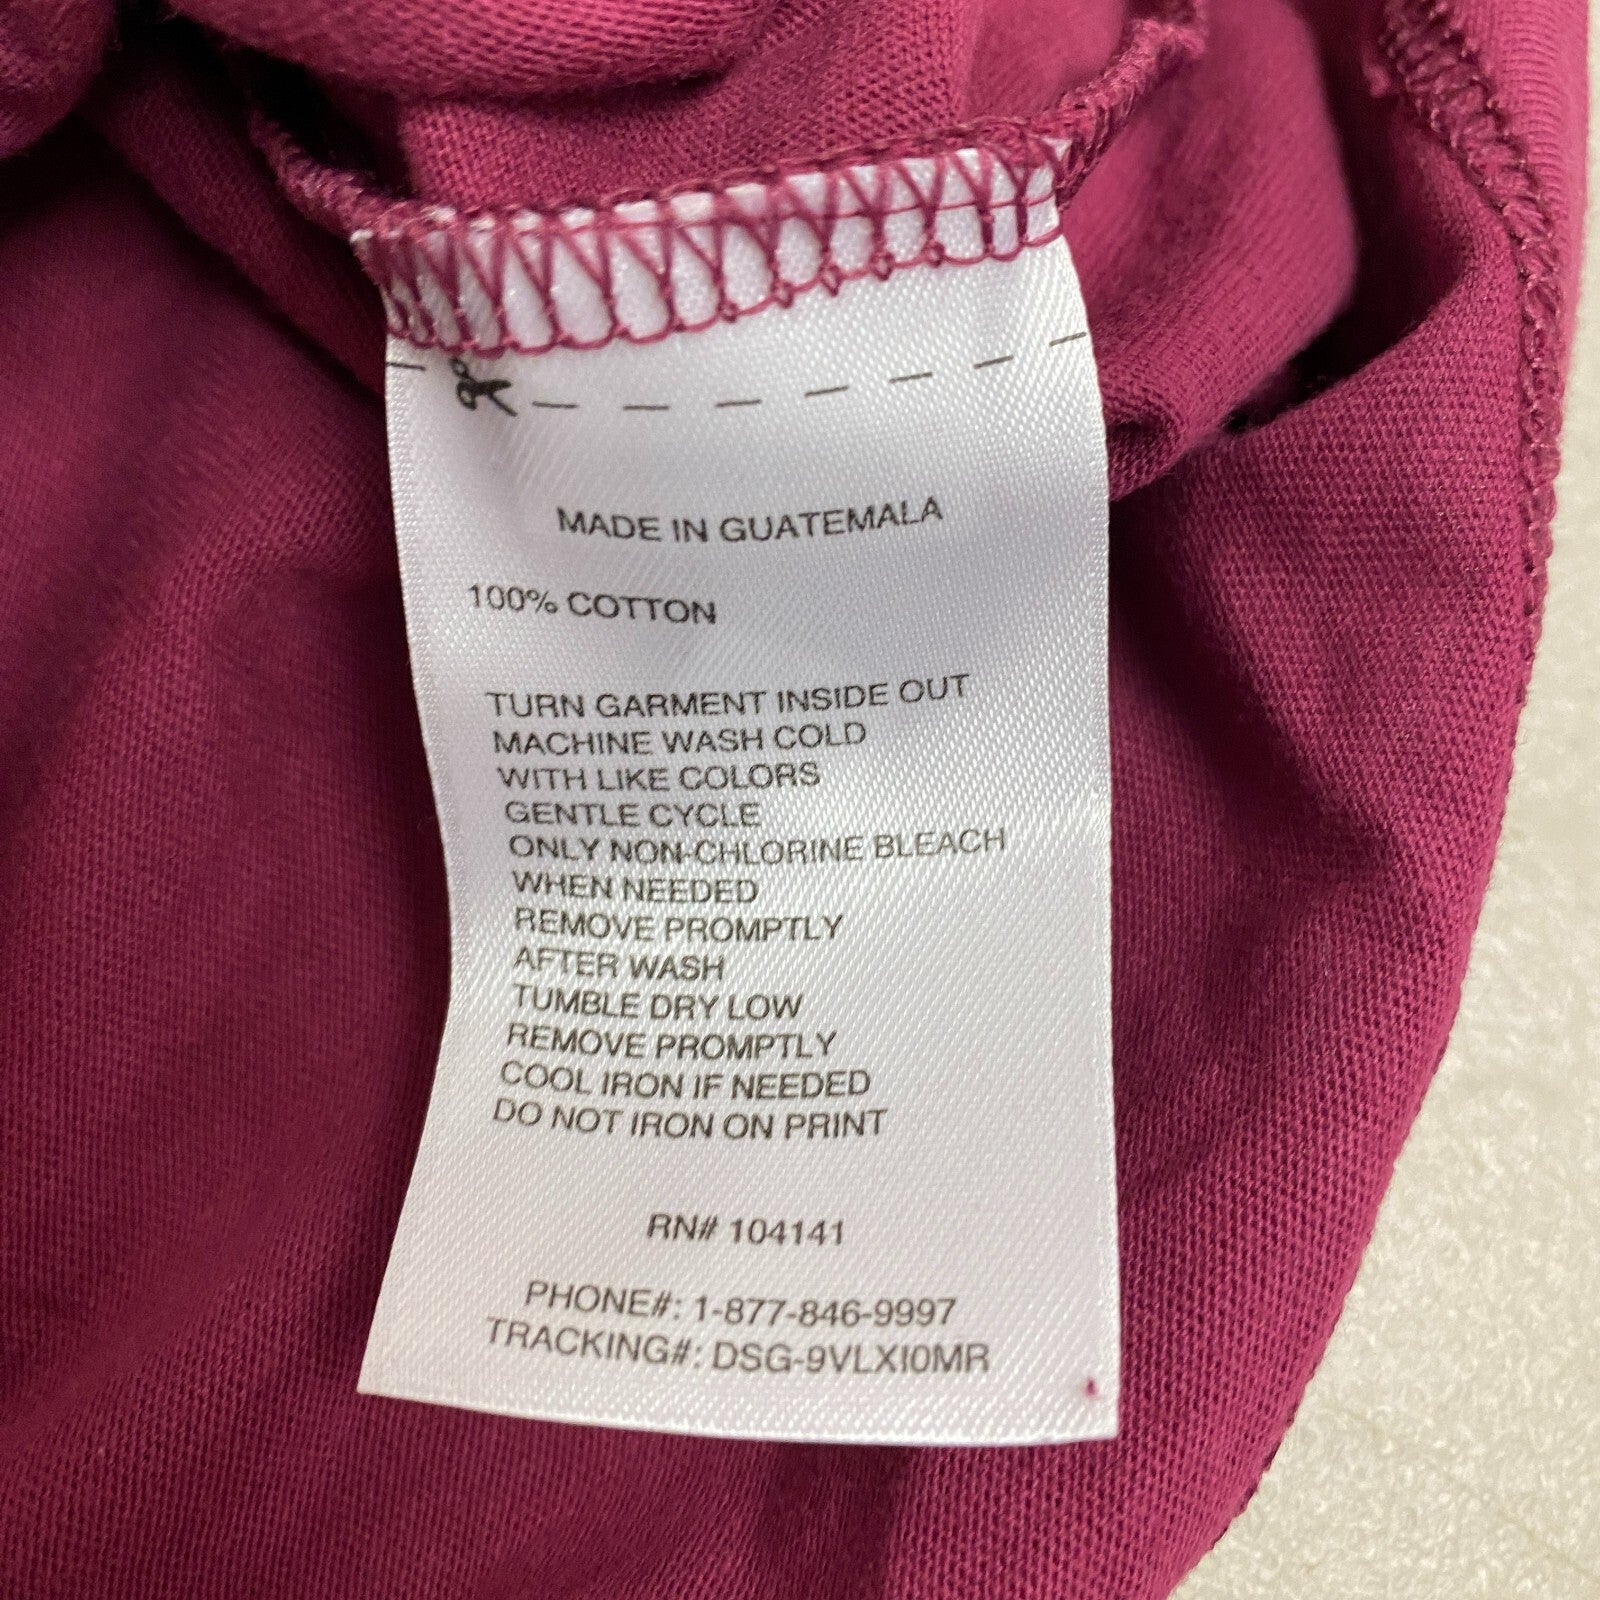 MADE IN GUATEMALA
100% COTTON
TURN GARMENT INSIDE OUT
MACHINE WASH COLD
WITH LIKE COLORS
GENTLE CYCLE
ONLY NON-CHLORINE BLEACH
WHEN NEEDED
REMOVE PROMPTLY
AFTER WASH
TUMBLE DRY LOW
REMOVE PROMPTLY
COOL IRON IF NEEDED
DO NOT IRON ON PRINT
RN# 104141
PHONE#: 1-877-846-9997
TRACKING#: DSG-9VLXI0MR